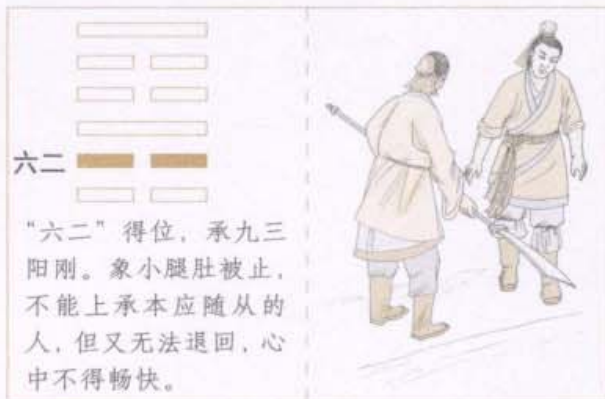 六二
“六二”得位，承九三
阳刚。象小腿肚被止，
不能上承本应随从的
人，但又无法退回，心
中不得畅快。